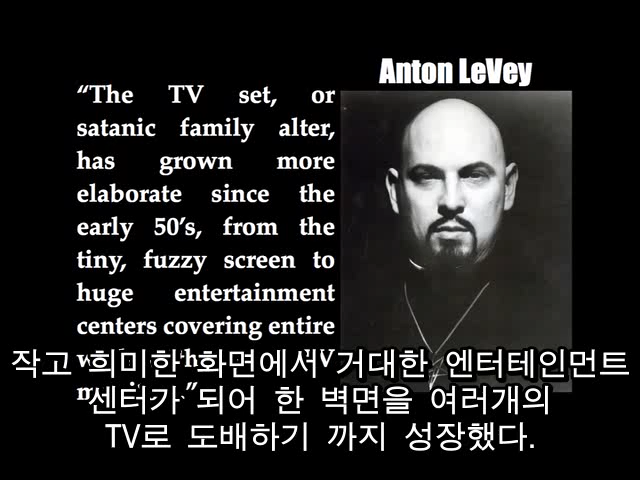 Anton LeVey
“The TV set, or
satanic family alter,
has grown more
elaborate since the
early 50’s, from the
tiny, fuzzy screen to
huge entertainment
centers covering entire
작고 희미한 화면에서 거대한 엔터테인먼트
센터가 되어 한 벽면을 여러개의
TV로 도배하기 까지 성장했다.